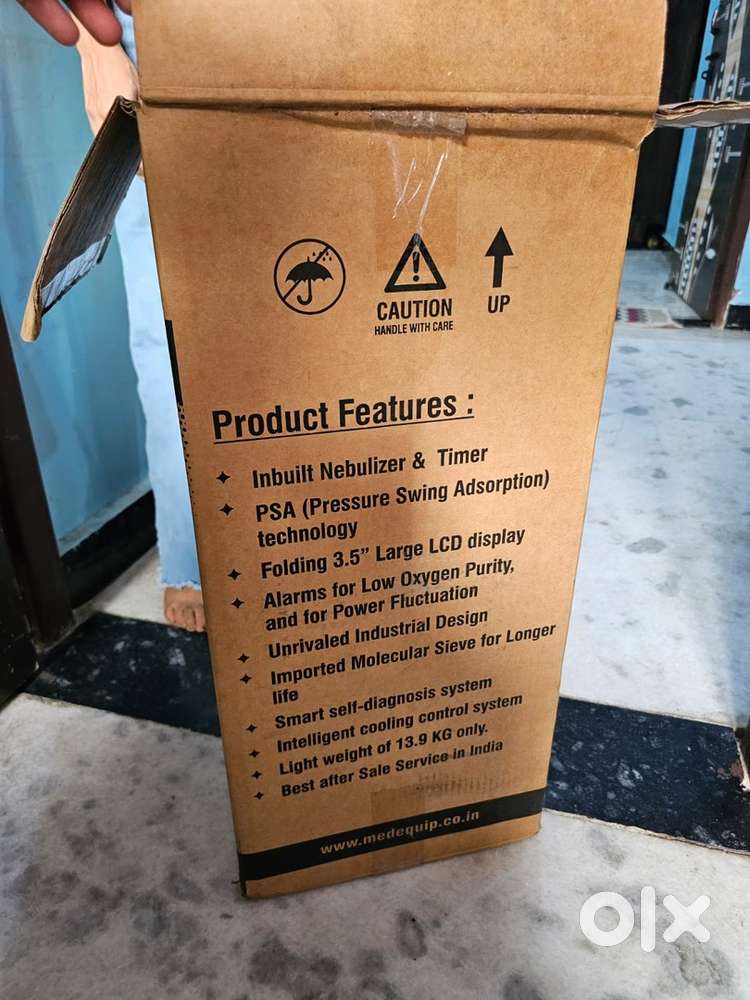 CAUTION
HANDLE WITH CARE
UP
Product Features :
Inbuilt Nebulizer & Timer
PSA (Pressure Swing Adsorption)
technology
Folding 3.5” Large LCD display
Alarms for Low Oxygen Purity,
and for Power Fluctuation
Unrivaled Industrial Design
Imported Molecular Sieve for Longer
life
Smart self-diagnosis system
Intelligent cooling control system
Light weight of 13.9 KG only.
Best after Sale Service in India
www.medequip.co.in
olx